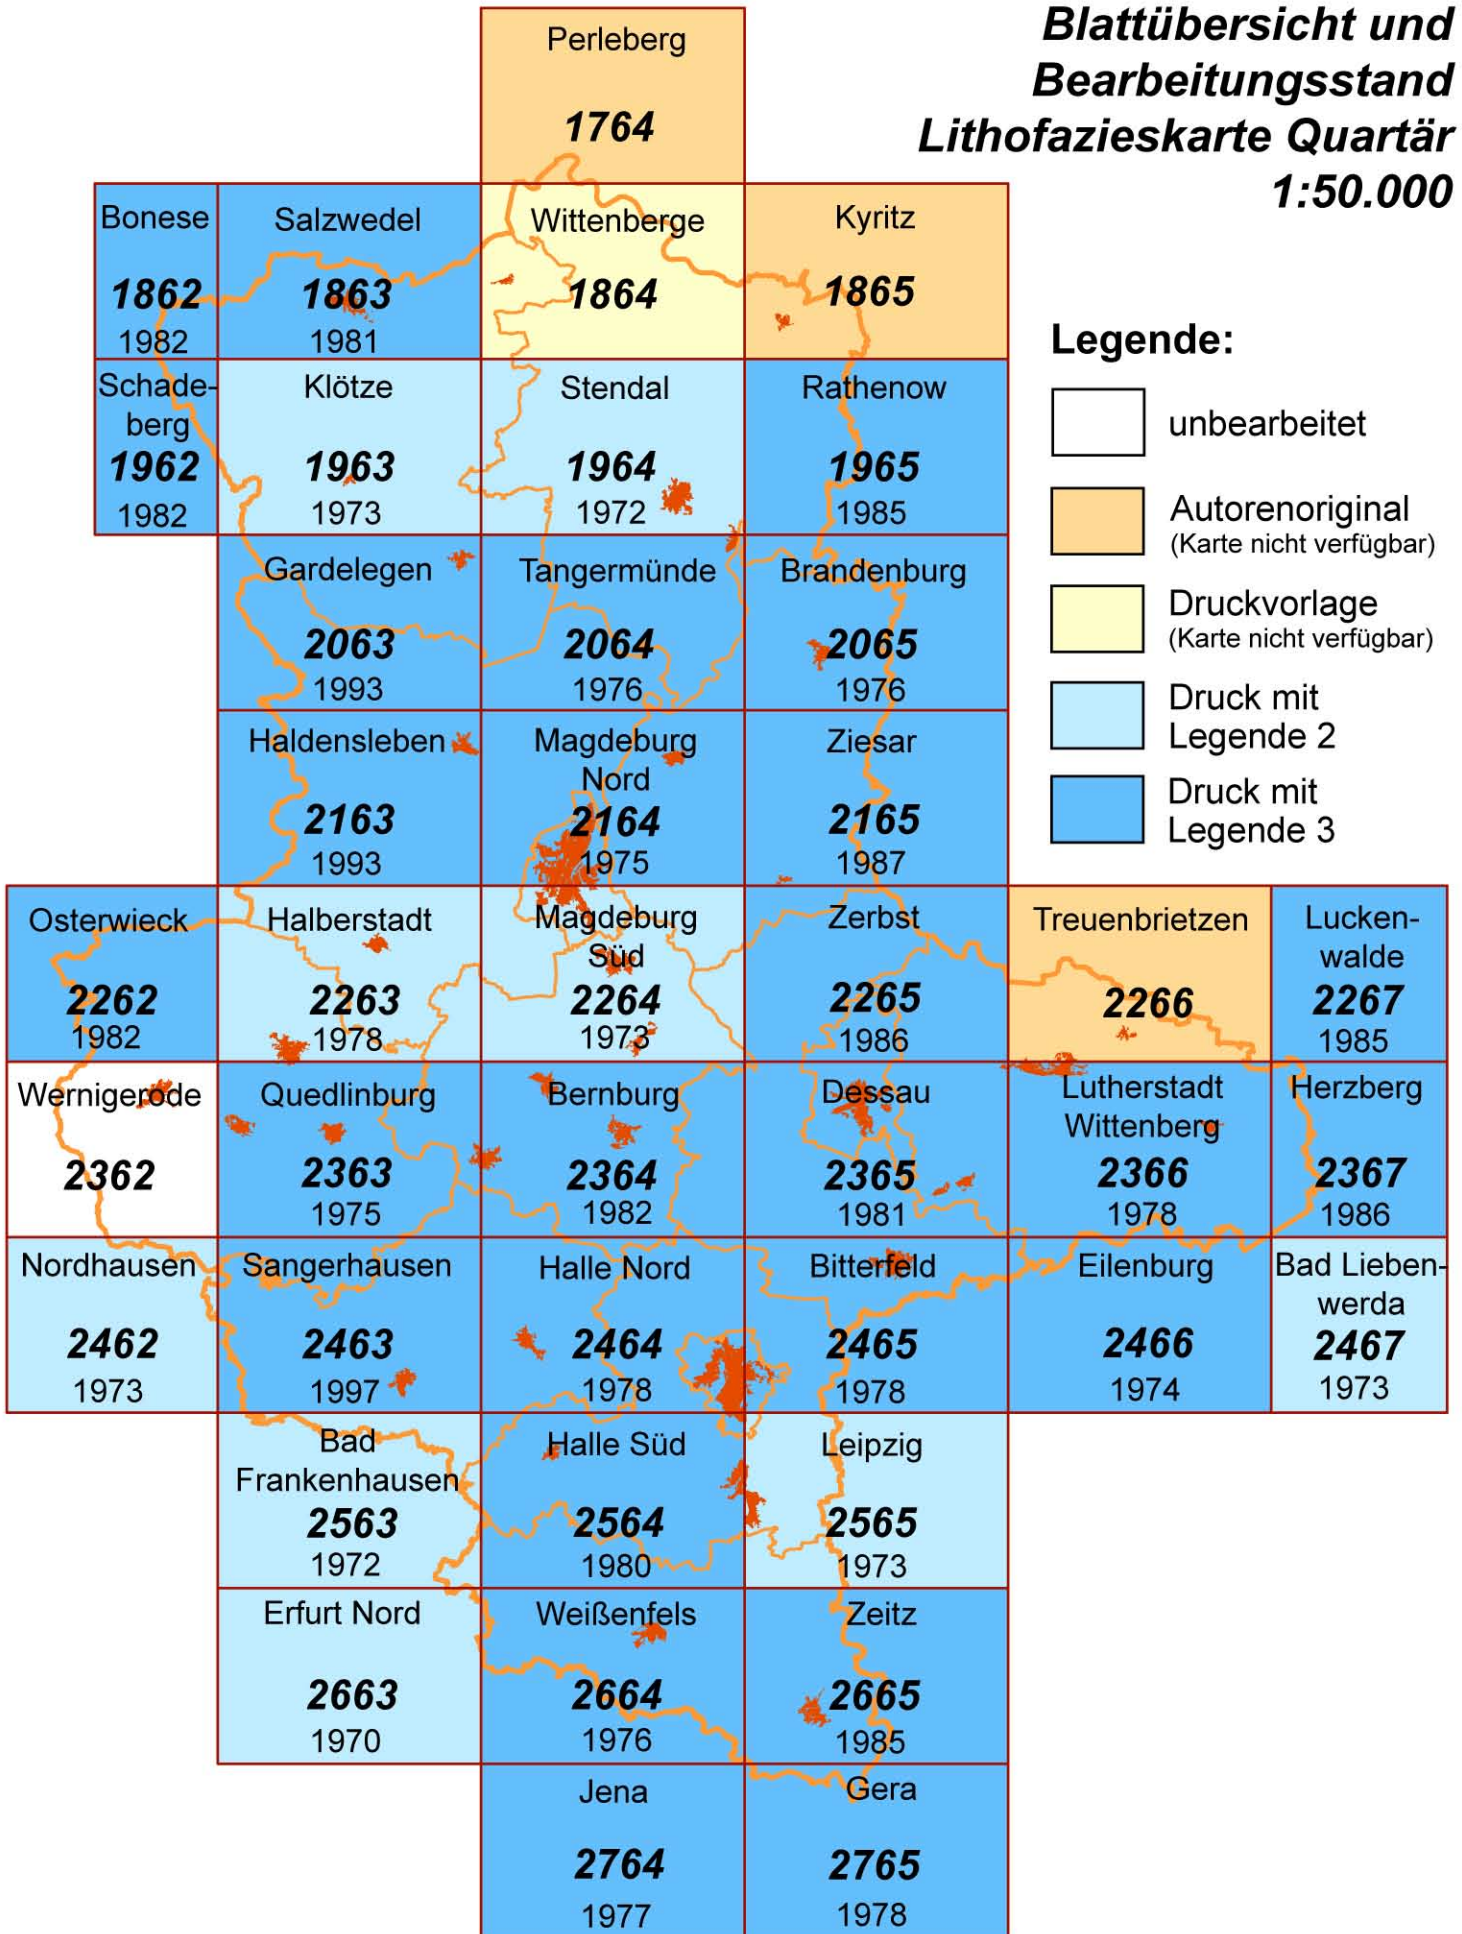 Blattübersicht und
Bearbeitungsstand
Lithofazieskarte Quartär
1:50.000
Perleberg
1764
Bonese
1862
1982
Salzwedel
1863
1981
Wittenberge
1864
Kyritz
1865
Schade-
berg
1962
1982
Klötze
1963
1973
Stendal
1964
1972
Rathenow
1965
1985
Gardelegen
2063
1993
Tangermünde
2064
1976
Brandenburg
2065
1976
Haldensleben
2163
1993
Magdeburg
Nord
2164
1975
Ziesar
2165
1987
Osterwieck
2262
1982
Halberstadt
2263
1978
Magdeburg
Süd
2264
1973
Zerbst
2265
1986
Treuenbrietzen
2266
Lucken-
walde
2267
1985
Wernigerode
2362
Quedlinburg
2363
1975
Bernburg
2364
1982
Dessau
2365
1981
Lutherstadt
Wittenberg
2366
1978
Herzberg
2367
1986
Nordhausen
2462
1973
Sangerhausen
2463
1997
Halle Nord
2464
1978
Bitterfeld
2465
1978
Eilenburg
2466
1974
Bad Lieben-
werda
2467
1973
Bad
Frankenhausen
2563
1972
Halle Süd
2564
1980
Leipzig
2565
1973
Erfurt Nord
2663
1970
Weißenfels
2664
1976
Zeitz
2665
1985
Jena
2764
1977
Gera
2765
1978
Legende:
unbearbeitet
Autorenoriginal
(Karte nicht verfügbar)
Druckvorlage
(Karte nicht verfügbar)
Druck mit
Legende 2
Druck mit
Legende 3